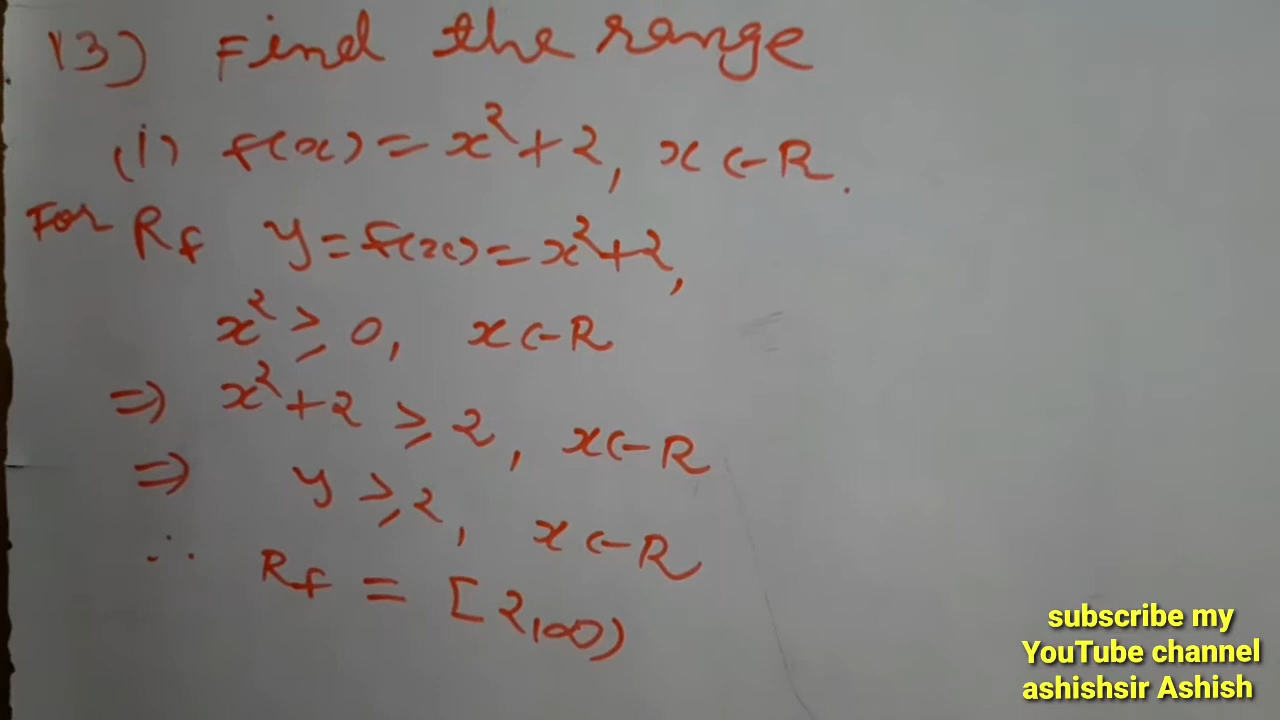 13) Find the range
(i) f(x) = x²+2, x ∈ R.
For Rf y = f(x) = x²+2,
x² ≥ 0, x ∈ R
⇒ x²+2 ≥ 2, x ∈ R
⇒ y ≥ 2, x ∈ R
∴ Rf = [2,∞)
subscribe my
YouTube channel
ashishsir Ashish